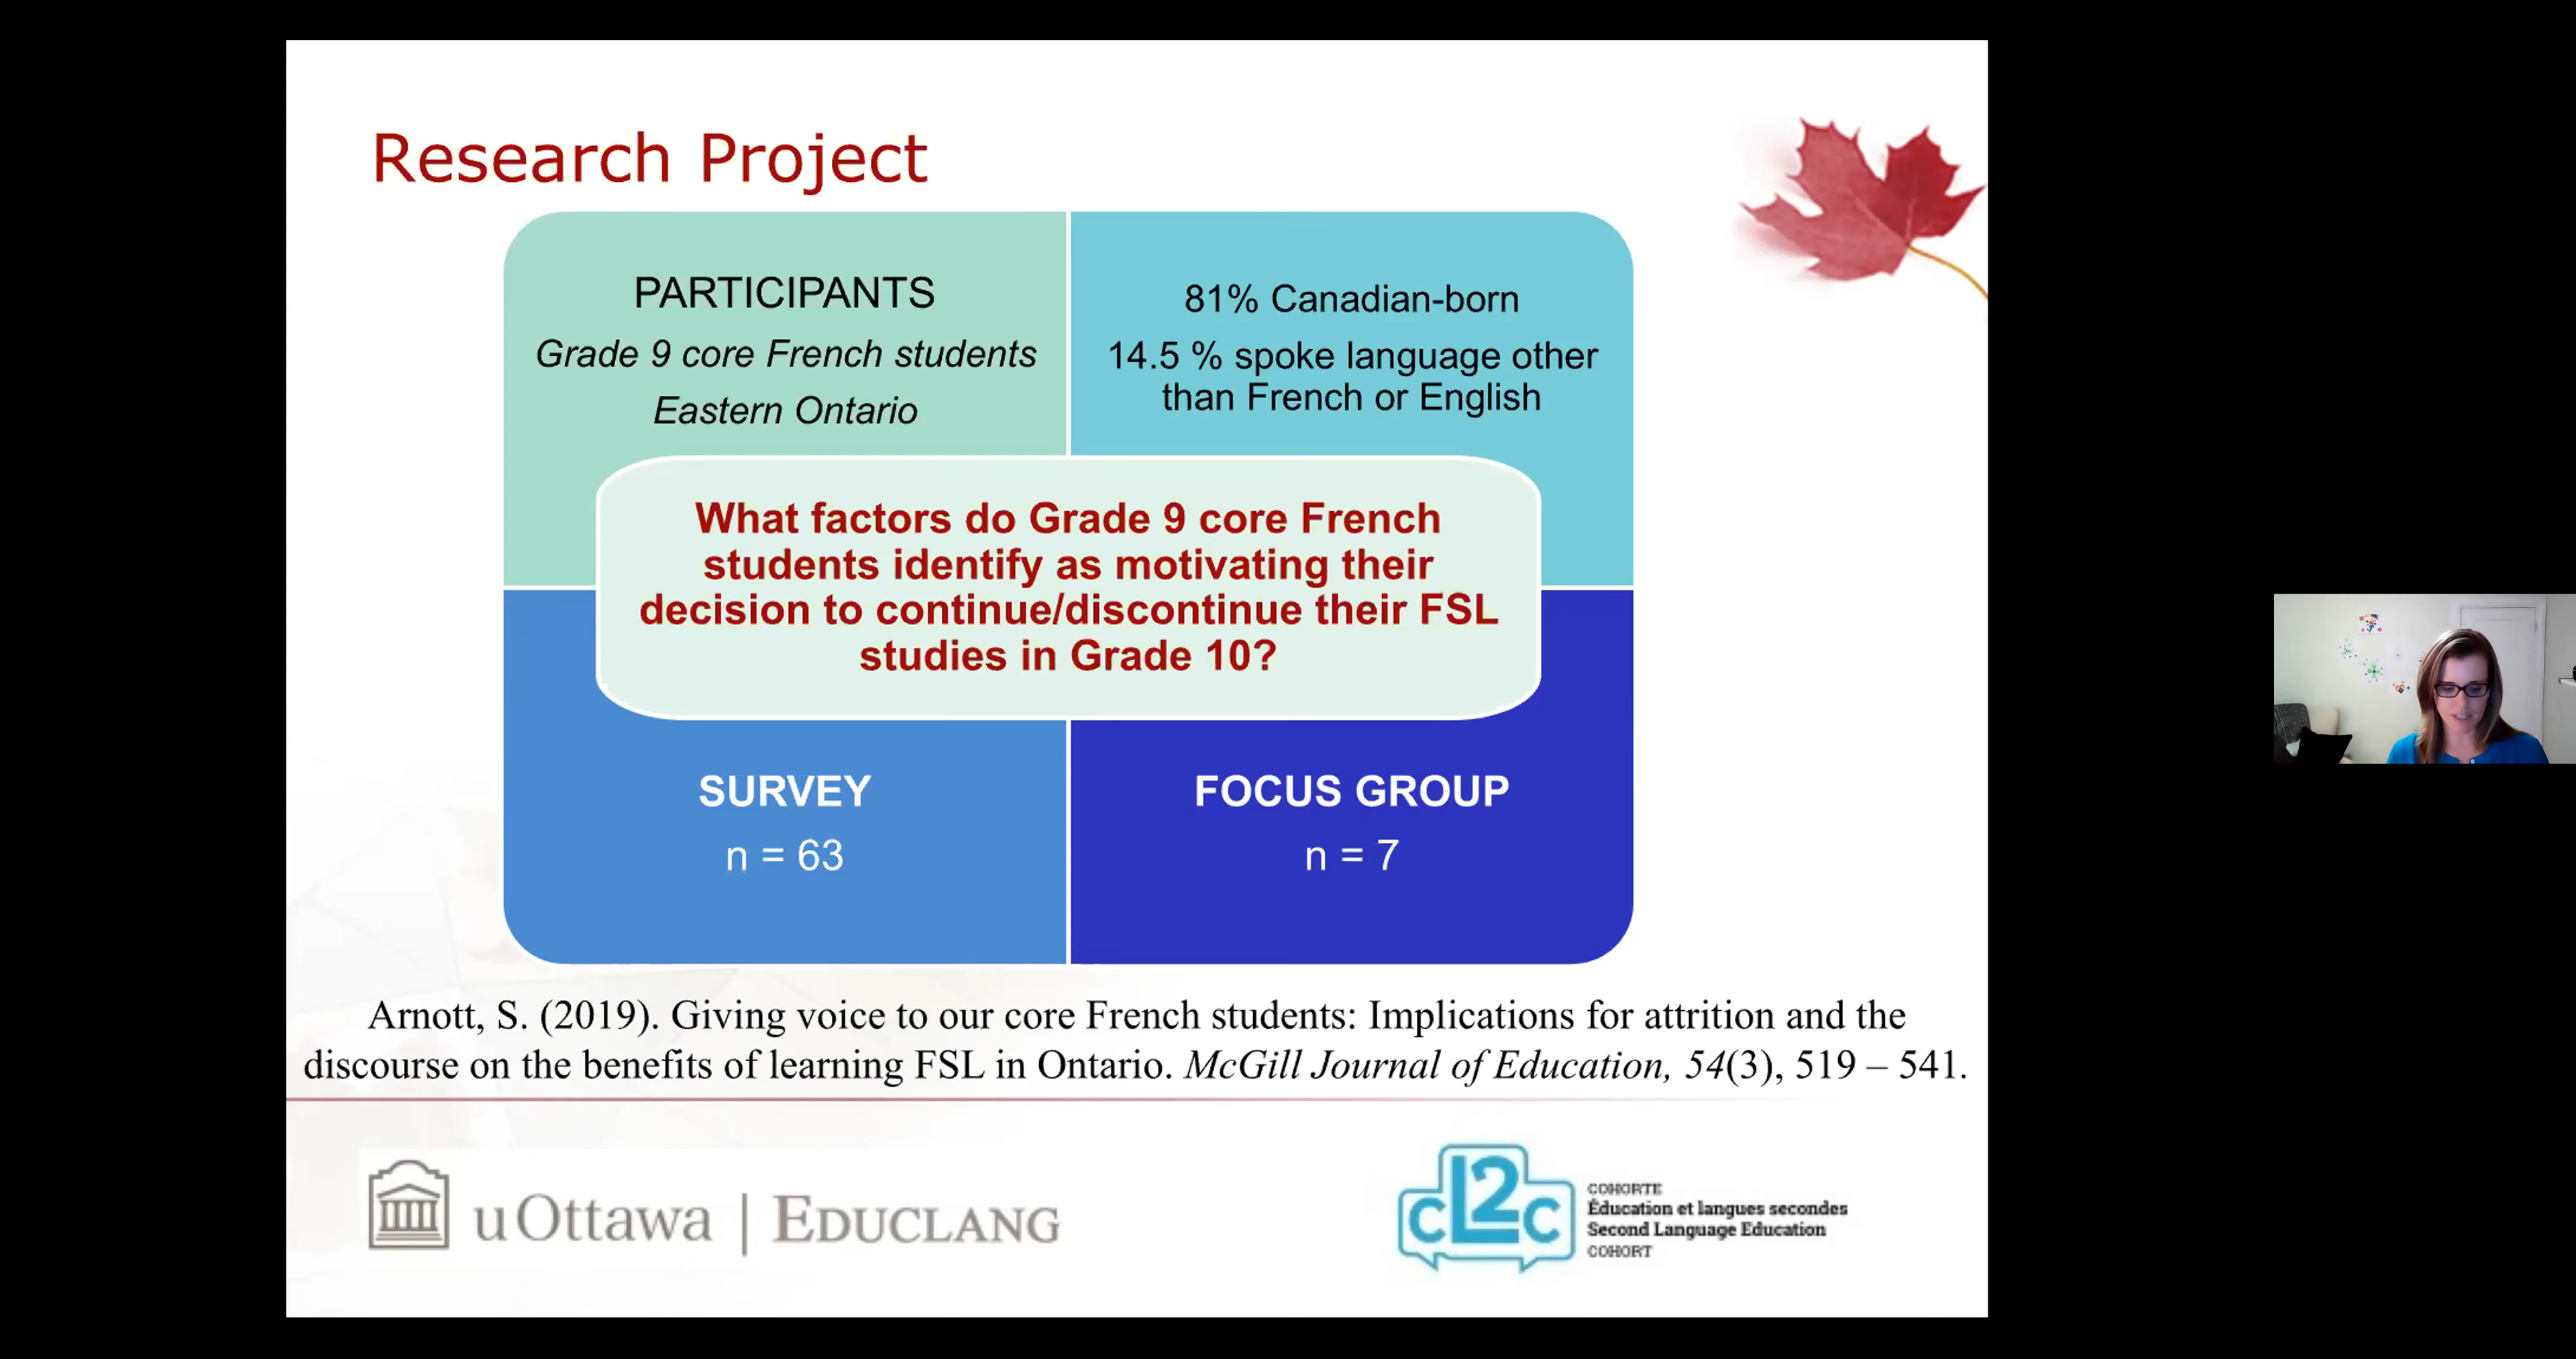 Research Project
PARTICIPANTS
Grade 9 core French students
Eastern Ontario
81% Canadian-born
14.5 % spoke language other
than French or English
What factors do Grade 9 core French
students identify as motivating their
decision to continue/discontinue their FSL
studies in Grade 10?
SURVEY
n = 63
FOCUS GROUP
n = 7
Arnott, S. (2019). Giving voice to our core French students: Implications for attrition and the
discourse on the benefits of learning FSL in Ontario. McGill Journal of Education, 54(3), 519 – 541.
uOttawa | EDUCLANG
cL2c
COHORTE
Éducation et langues secondes
Second Language Education
COHORT